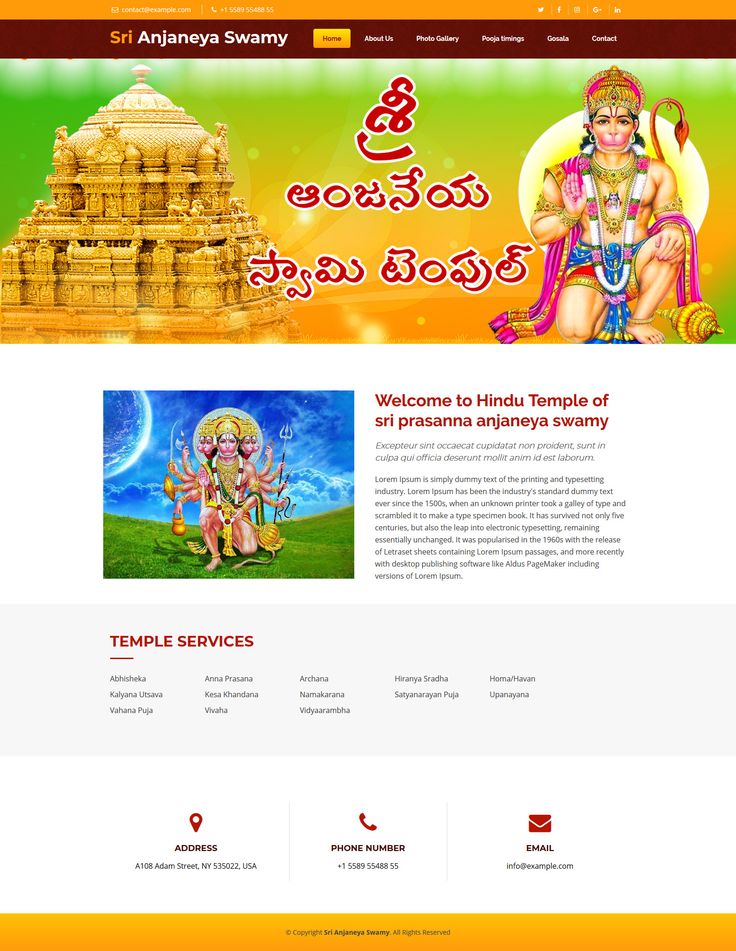 contact@example.com +1 5589 55488 55
Sri Anjaneya Swamy
Home About Us Photo Gallery Pooja timings Gosala Contact
శ్రీ
ఆంజనేయ
స్వామి టెంపుల్
Welcome to Hindu Temple of
sri prasanna anjaneya swamy
Excepteur sint occaecat cupidatat non proident, sunt in
culpa qui officia deserunt mollit anim id est laborum.
Lorem Ipsum is simply dummy text of the printing and typesetting
industry. Lorem Ipsum has been the industry's standard dummy text
ever since the 1500s, when an unknown printer took a galley of type and
scrambled it to make a type specimen book. It has survived not only five
centuries, but also the leap into electronic typesetting, remaining
essentially unchanged. It was popularised in the 1960s with the release
of Letraset sheets containing Lorem Ipsum passages, and more recently
with desktop publishing software like Aldus PageMaker including
versions of Lorem Ipsum.
TEMPLE SERVICES
Abhisheka Anna Prasana Archana Hiranya Sradha Homa/Havan
Kalyana Utsava Kesa Khandana Namakarana Satyanarayan Puja Upanayana
Vahana Puja Vivaha Vidyaarambha
ADDRESS PHONE NUMBER EMAIL
A108 Adam Street, NY 535022, USA +1 5589 55488 55 info@example.com
© Copyright Sri Anjaneya Swamy. All Rights Reserved